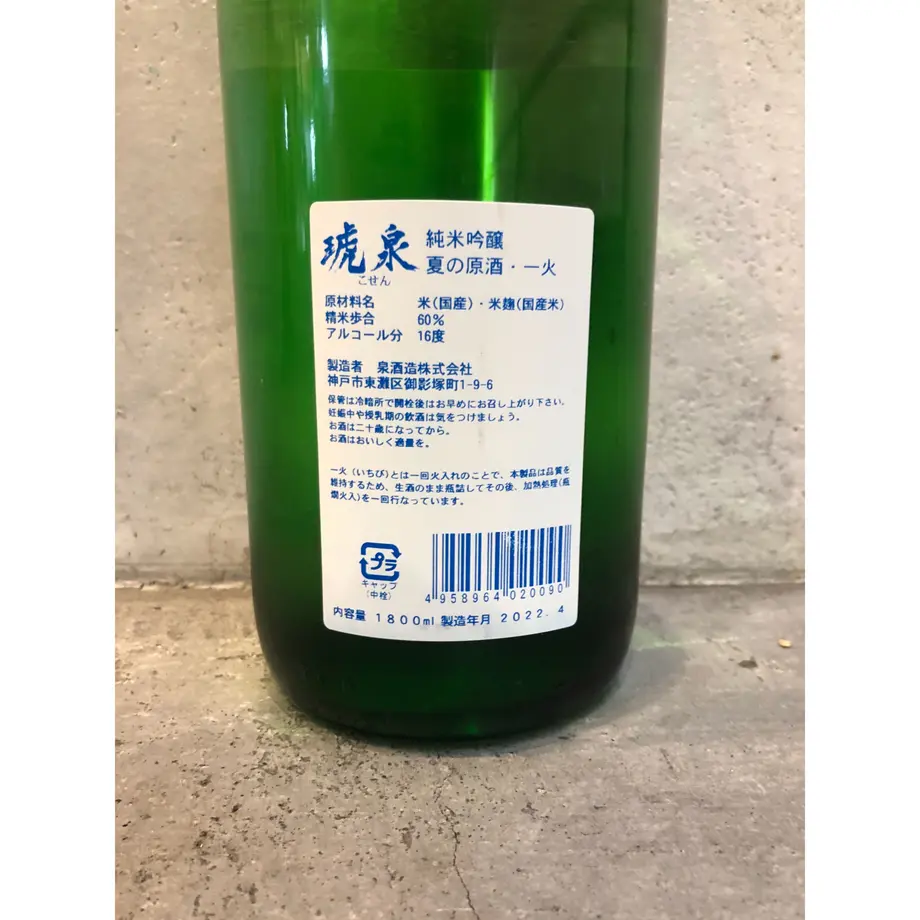 琥泉
こせん
純米吟醸
夏の原酒・一火
原材料名 米(国産)・米麹(国産米)
精米歩合 60%
アルコール分 16度
製造者 泉酒造株式会社
神戸市東灘区御影塚町1-9-6
保管は冷暗所で開栓後はお早めにお召し上がり下さい。
妊娠中や授乳期の飲酒は気をつけましょう。
お酒は二十歳になってから。
お酒はおいしく適量を。
一火(いちび)とは一回火入れのことで、本製品は品質を
維持するため、生酒のまま瓶詰してその後、加熱処理(瓶
燗火入)を一回行なっています。
プラ
キャップ
(中栓)
4 958964 020090
内容量 1800ml 製造年月 2022. 4